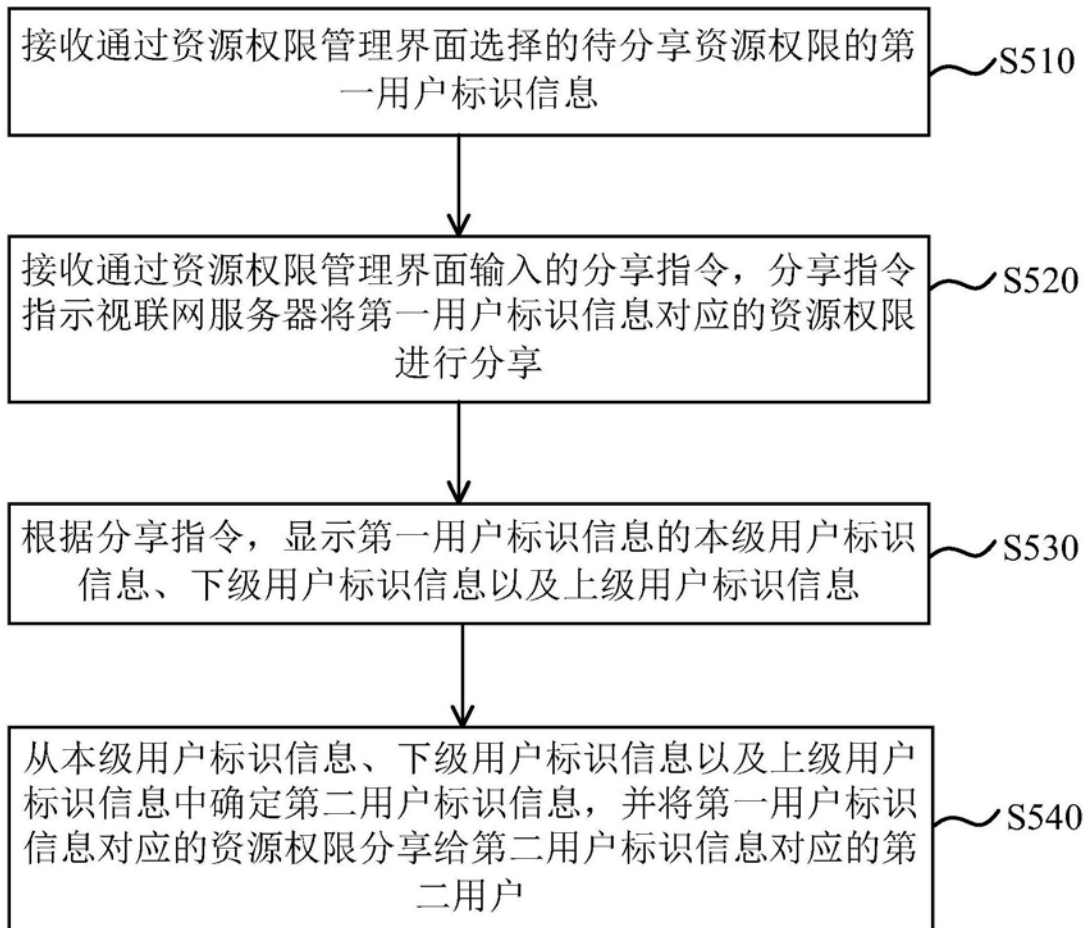 接收通过资源权限管理界面选择的待分享资源权限的第
一用户标识信息
S510
接收通过资源权限管理界面输入的分享指令，分享指令
指示视联网服务器将第一用户标识信息对应的资源权限
进行分享
S520
根据分享指令，显示第一用户标识信息的本级用户标识
信息、下级用户标识信息以及上级用户标识信息
S530
从本级用户标识信息、下级用户标识信息以及上级用户
标识信息中确定第二用户标识信息，并将第一用户标识
信息对应的资源权限分享给第二用户标识信息对应的第
二用户
S540